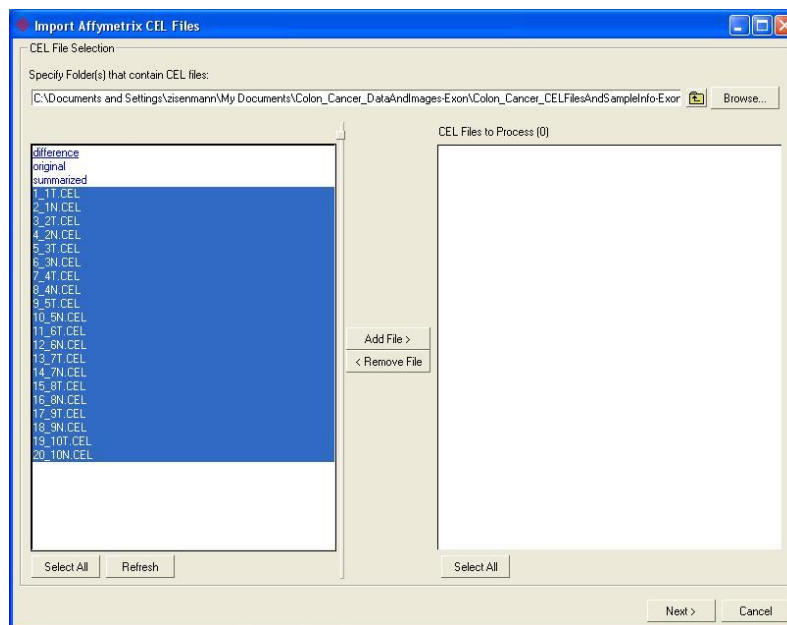 Import Affymetrix CEL Files
CEL File Selection
Specify Folder(s) that contain CEL files:
C:\Documents and Settings\zisenmann\My Documents\Colon_Cancer_DataAndImages-Exon\Colon_Cancer_CELFilesAndSampleInfo-Exor
Browse...
CEL Files to Process (0)
difference
original
summarized
1_1T.CEL
2_1N.CEL
3_2T.CEL
4_2N.CEL
5_3T.CEL
6_3N.CEL
7_4T.CEL
8_4N.CEL
9_5T.CEL
10_5N.CEL
11_6T.CEL
12_6N.CEL
13_7T.CEL
14_7N.CEL
15_8T.CEL
16_8N.CEL
17_9T.CEL
18_9N.CEL
19_10T.CEL
20_10N.CEL
Add File >
< Remove File
Select All
Refresh
Select All
Next >
Cancel